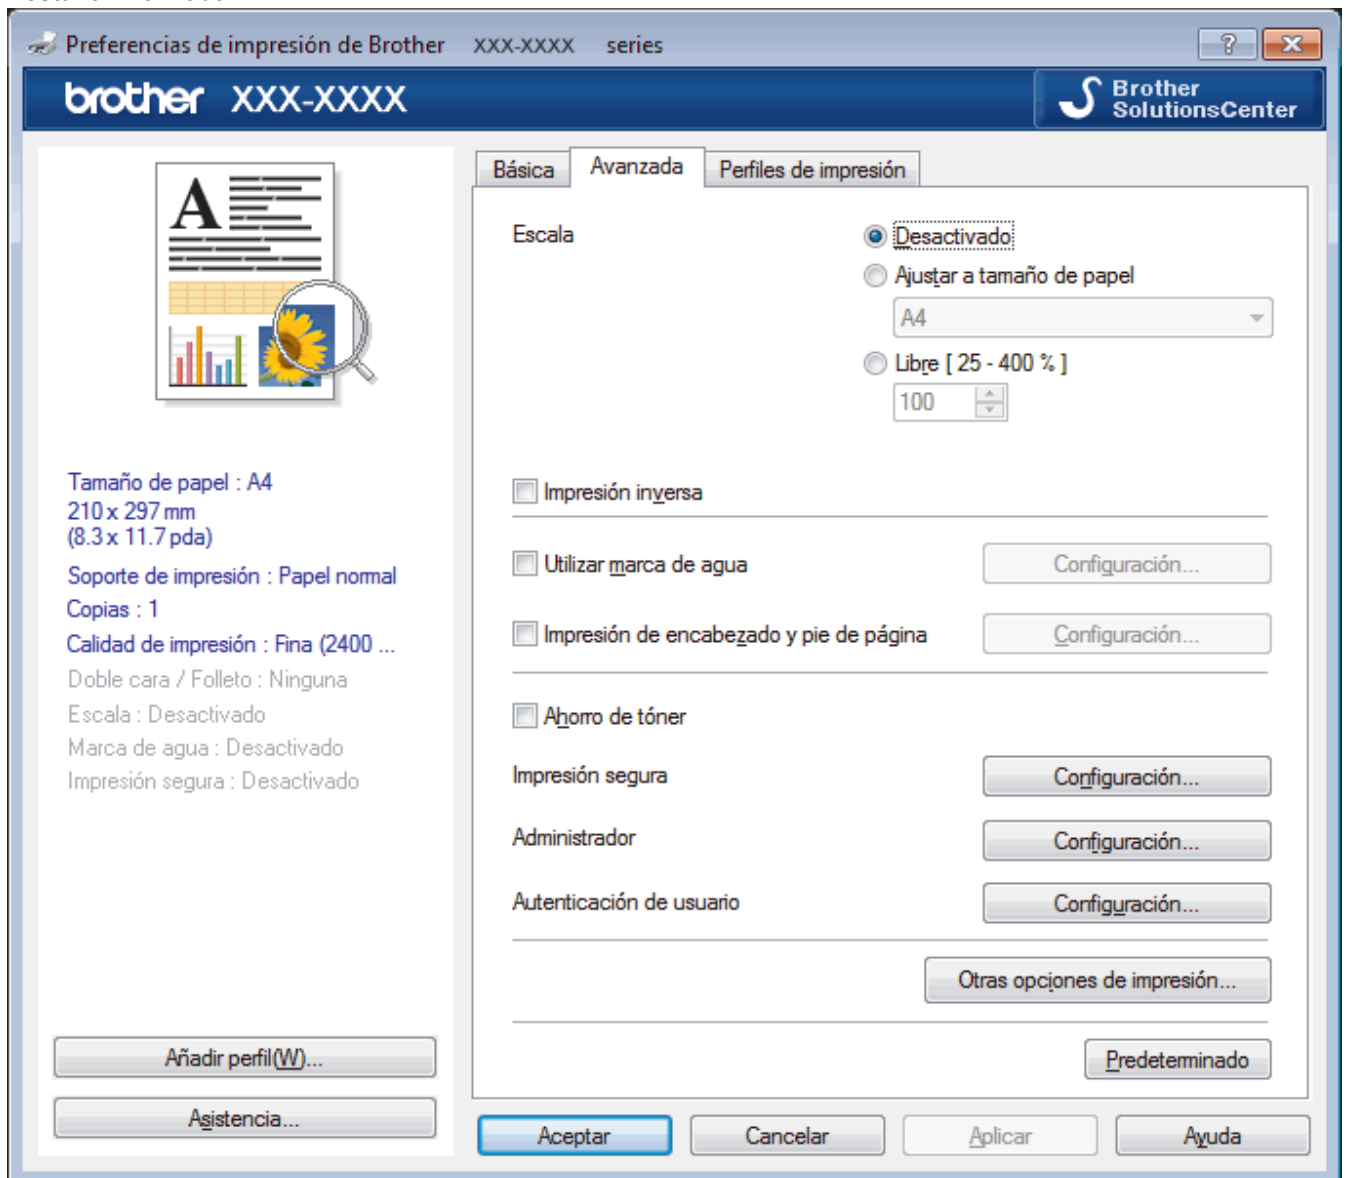 Preferencias de impresión de Brother XXX-XXXX series
brother XXX-XXXX
Brother
SolutionsCenter
A
Tamaño de papel : A4
210 x 297 mm
(8.3 x 11.7 pda)
Soporte de impresión : Papel normal
Copias : 1
Calidad de impresión : Fina (2400 ...
Doble cara / Folleto : Ninguna
Escala : Desactivado
Marca de agua : Desactivado
Impresión segura : Desactivado
Añadir perfil(W)...
Asistencia...
Básica
Avanzada
Perfiles de impresión
Escala
Desactivado
Ajustar a tamaño de papel
A4
Libre [ 25 - 400 % ]
100
Impresión inversa
Utilizar marca de agua
Configuración...
Impresión de encabezado y pie de página
Configuración...
Ahorro de tóner
Impresión segura
Configuración...
Administrador
Configuración...
Autenticación de usuario
Configuración...
Otras opciones de impresión...
Predeterminado
Aceptar
Cancelar
Aplicar
Ayuda